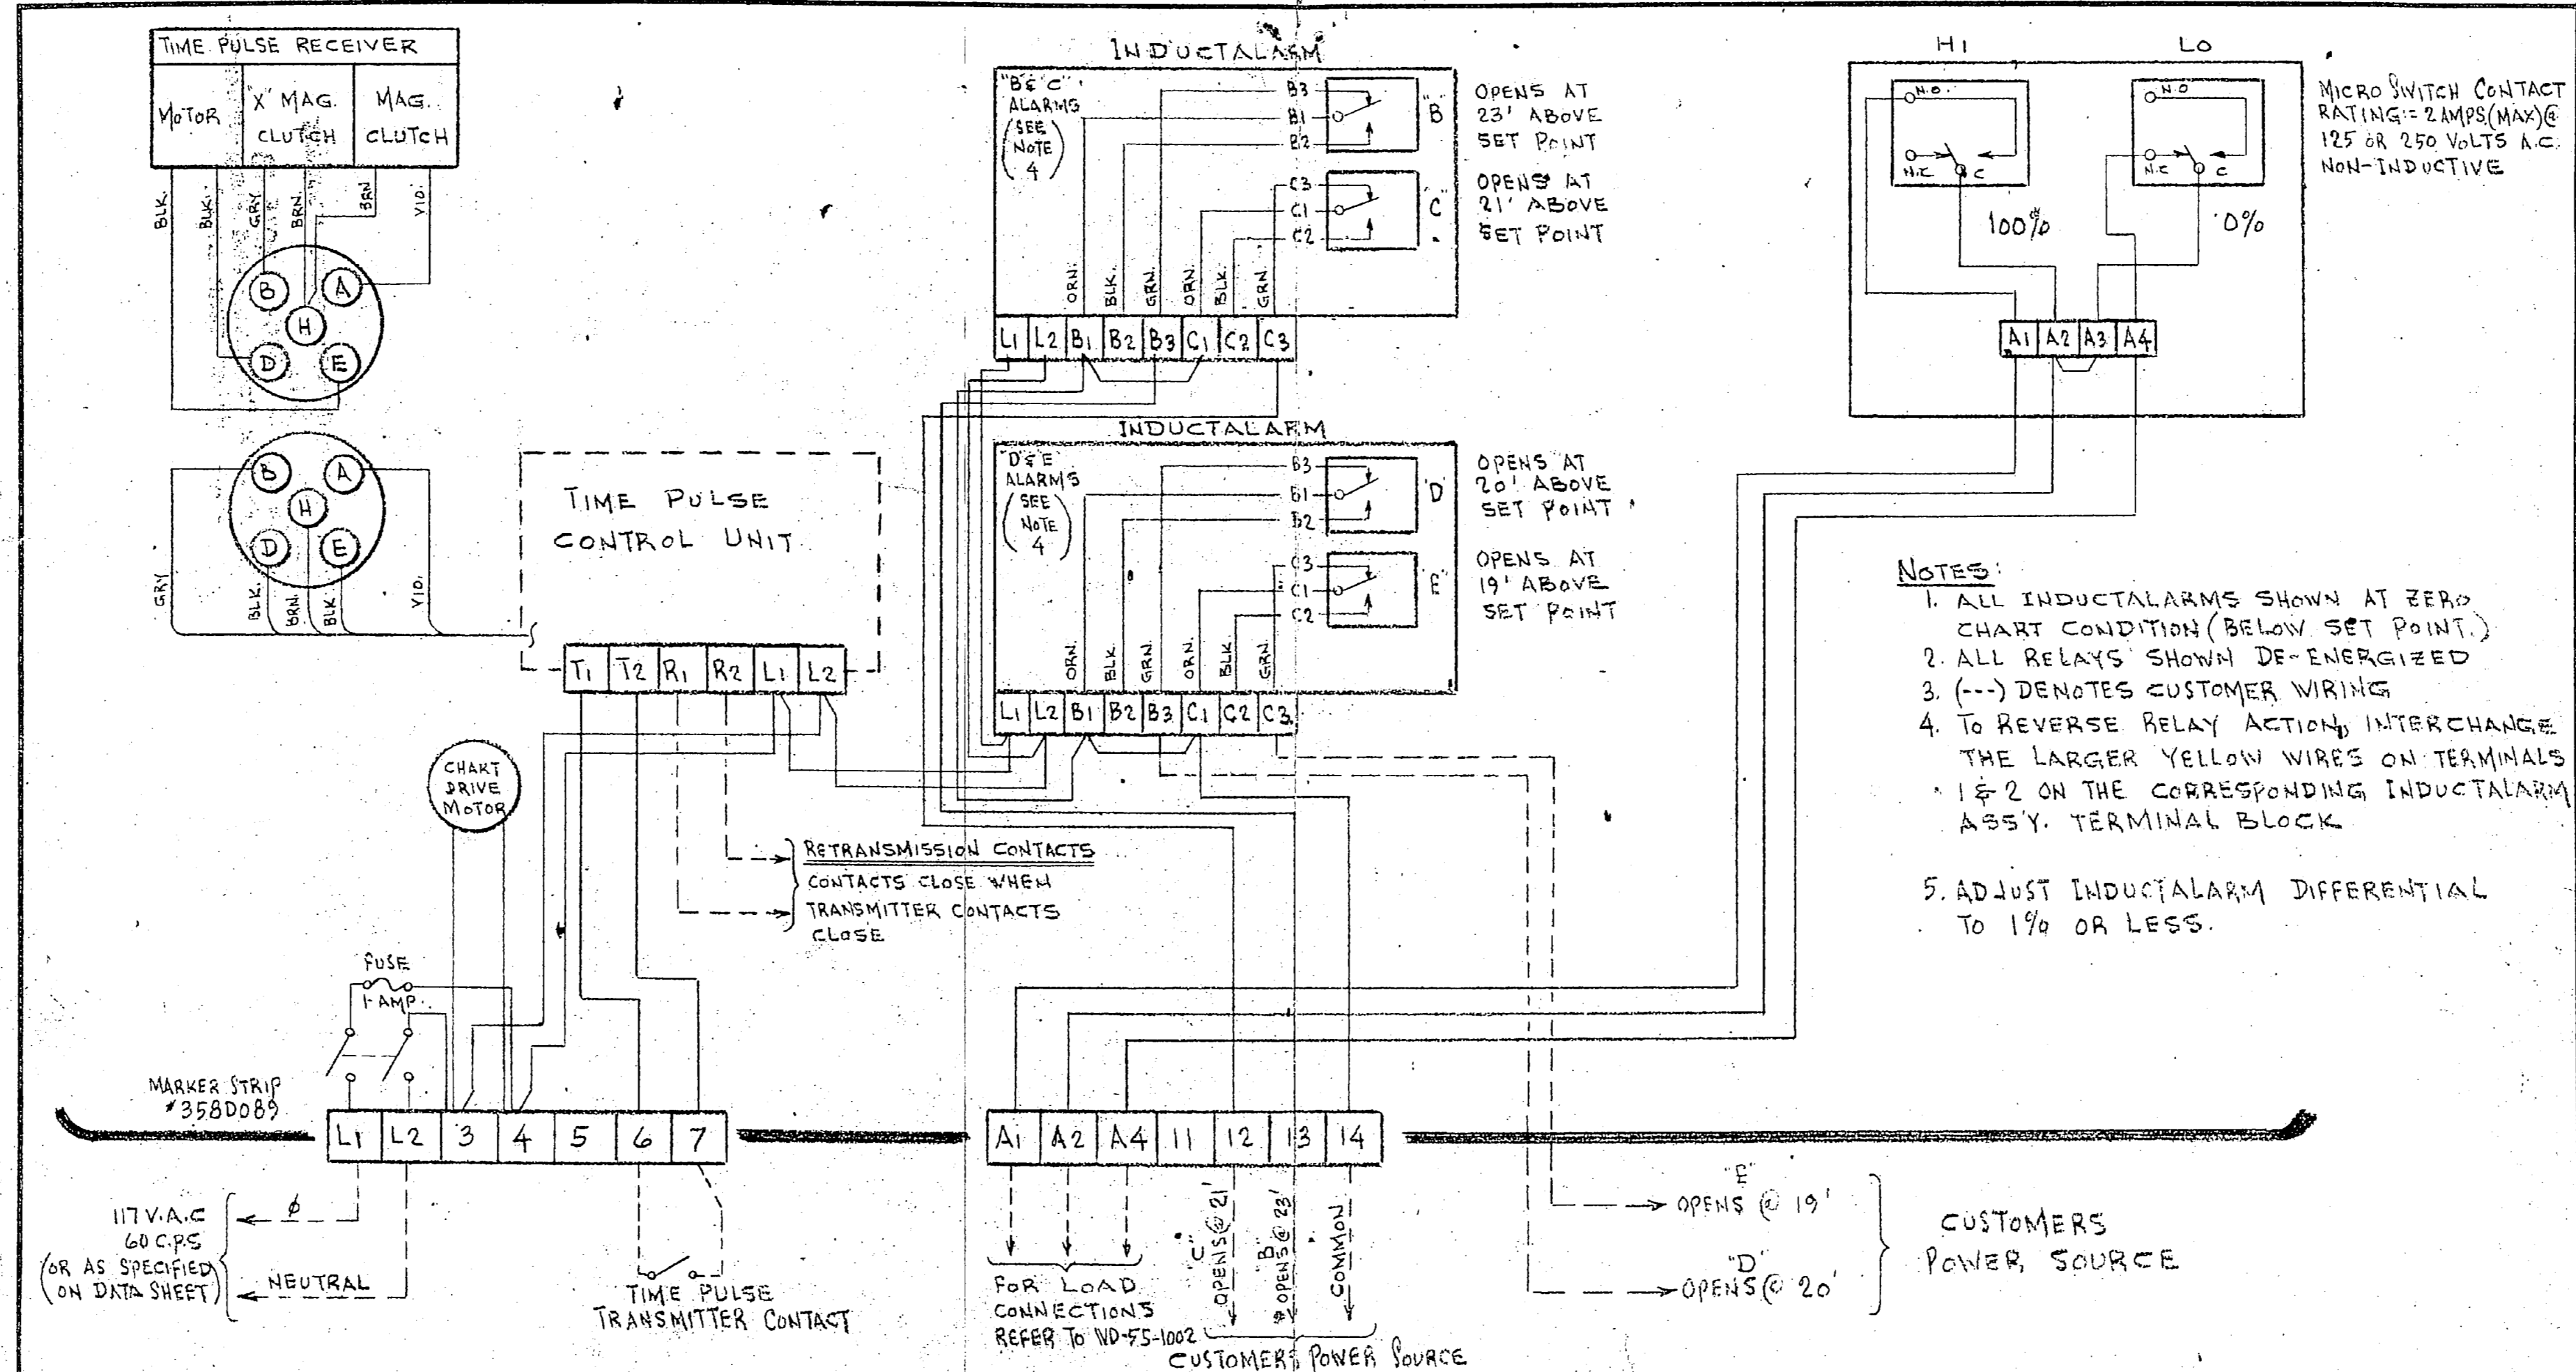 TIME PULSE RECEIVER
MOTOR
"X" MAG.
CLUTCH
MAG.
CLUTCH
BLK.
BLK.
GRY
BRN.
BRN
VIO.
B
A
H
D
E
B
A
H
D
E
GRY
BLK.
BRN.
BLK
VIO.
TIME PULSE
CONTROL UNIT
T1 T2 R1 R2 L1 L2
CHART
DRIVE
MOTOR
RETRANSMISSION CONTACTS
CONTACTS CLOSE WHEN
TRANSMITTER CONTACTS
CLOSE
FUSE
1-AMP.
MARKER STRIP
#358D089
L1 L2 3 4 5 6 7
117 V.A.C
60 C.P.S
(OR AS SPECIFIED
ON DATA SHEET)
φ
NEUTRAL
TIME PULSE
TRANSMITTER CONTACT
INDUCTALARM
"B & C"
ALARMS
(SEE
NOTE
4)
B3
B1
B2
"B"
OPENS AT
23' ABOVE
SET POINT
C3
C1
C2
"C"
OPENS AT
21' ABOVE
SET POINT
ORN.
BLK.
GRN.
ORN.
BLK.
GRN.
L1 L2 B1 B2 B3 C1 C2 C3
INDUCTALARM
"D & E"
ALARMS
(SEE
NOTE
4)
B3
B1
B2
"D"
OPENS AT
20' ABOVE
SET POINT
C3
C1
C2
"E"
OPENS AT
19' ABOVE
SET POINT
ORN.
BLK.
GRN.
ORN.
BLK.
GRN.
L1 L2 B1 B2 B3 C1 C2 C3
A1 A2 A4 11 12 13 14
FOR LOAD
CONNECTIONS
REFER TO WD-55-1002
"C"
OPENS @ 21'
"B"
OPENS @ 23'
COMMON
CUSTOMERS POWER SOURCE
"E"
OPENS @ 19'
"D"
OPENS @ 20'
CUSTOMERS
POWER SOURCE
HI
LO
N.O.
N.C
C
100%
N.O
N.C
C
0%
A1 A2 A3 A4
MICRO SWITCH CONTACT
RATING:= 2 AMPS.(MAX)@
125 OR 250 VOLTS A.C.
NON-INDUCTIVE
NOTES:
1. ALL INDUCTALARMS SHOWN AT ZERO
CHART CONDITION (BELOW SET POINT.)
2. ALL RELAYS SHOWN DE-ENERGIZED
3. (---) DENOTES CUSTOMER WIRING
4. TO REVERSE RELAY ACTION, INTERCHANGE
THE LARGER YELLOW WIRES ON TERMINALS
1 & 2 ON THE CORRESPONDING INDUCTALARM
ASS'Y. TERMINAL BLOCK
5. ADJUST INDUCTALARM DIFFERENTIAL
TO 1% OR LESS.